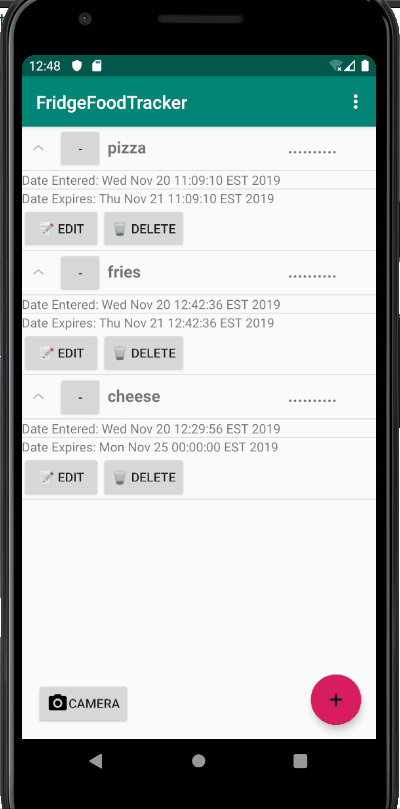 12:48
FridgeFoodTracker
- pizza ..........
Date Entered: Wed Nov 20 11:09:10 EST 2019
Date Expires: Thu Nov 21 11:09:10 EST 2019
EDIT DELETE
- fries ..........
Date Entered: Wed Nov 20 12:42:36 EST 2019
Date Expires: Thu Nov 21 12:42:36 EST 2019
EDIT DELETE
- cheese ..........
Date Entered: Wed Nov 20 12:29:56 EST 2019
Date Expires: Mon Nov 25 00:00:00 EST 2019
EDIT DELETE
CAMERA +